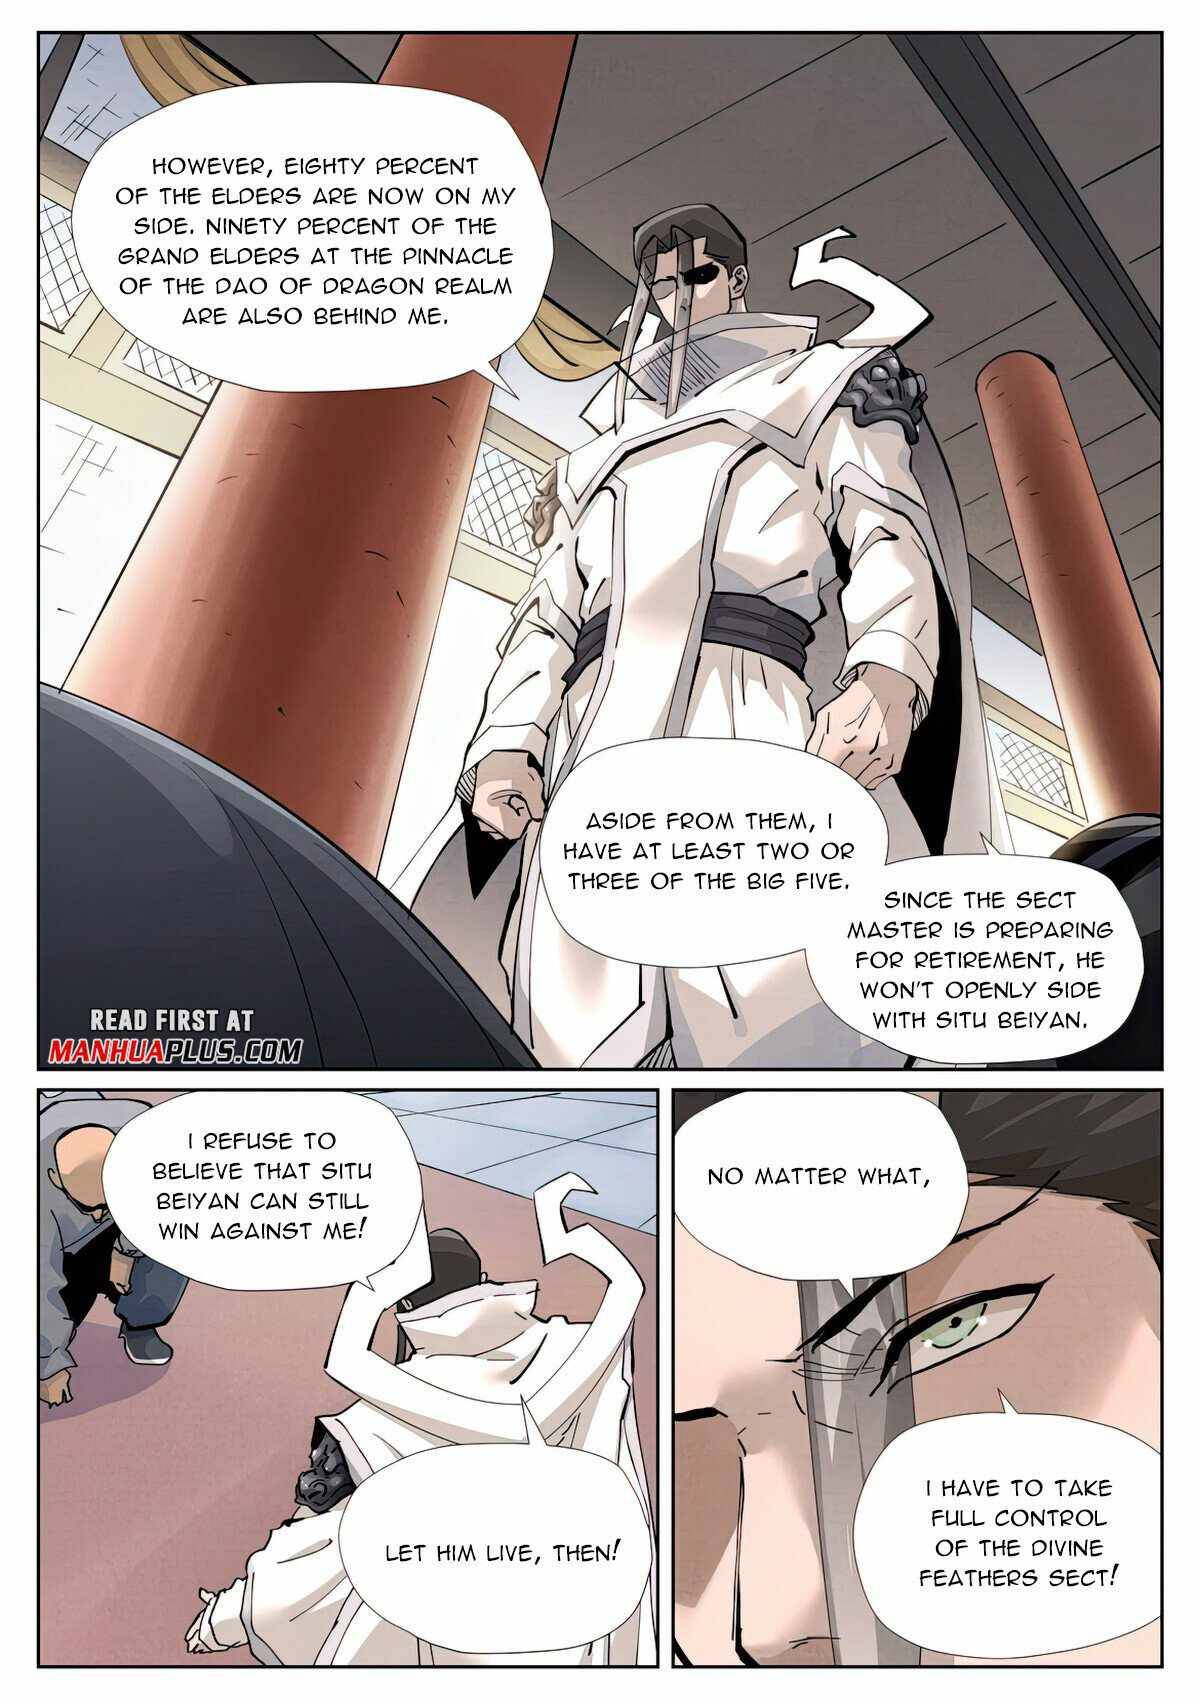 HOWEVER, EIGHTY PERCENT
OF THE ELDERS ARE NOW ON MY
SIDE. NINETY PERCENT OF THE
GRAND ELDERS AT THE PINNACLE
OF THE DAO OF DRAGON REALM
ARE ALSO BEHIND ME.
ASIDE FROM THEM, I
HAVE AT LEAST TWO OR
THREE OF THE BIG FIVE.
SINCE THE SECT
MASTER IS PREPARING
FOR RETIREMENT, HE
WON'T OPENLY SIDE
WITH SITU BEIYAN.
READ FIRST AT
MANHUAPLUS.COM
I REFUSE TO
BELIEVE THAT SITU
BEIYAN CAN STILL
WIN AGAINST ME!
LET HIM LIVE, THEN!
NO MATTER WHAT,
I HAVE TO TAKE
FULL CONTROL
OF THE DIVINE
FEATHERS SECT!